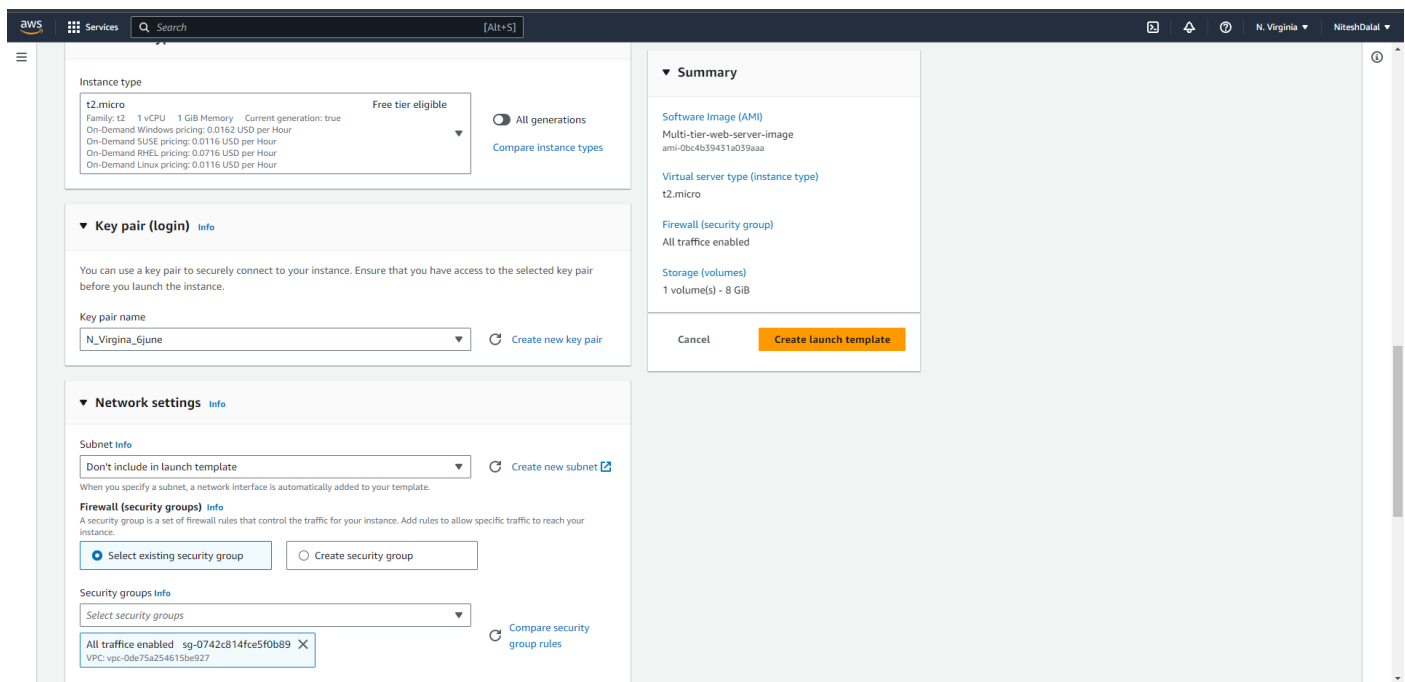 aws
Services
Search
[Alt+S]
N. Virginia
NiteshDalal
Instance type
t2.micro
Free tier eligible
Family: t2 1 vCPU 1 GiB Memory Current generation: true
On-Demand Windows pricing: 0.0162 USD per Hour
On-Demand SUSE pricing: 0.0116 USD per Hour
On-Demand RHEL pricing: 0.0716 USD per Hour
On-Demand Linux pricing: 0.0116 USD per Hour
All generations
Compare instance types
Key pair (login) Info
You can use a key pair to securely connect to your instance. Ensure that you have access to the selected key pair
before you launch the instance.
Key pair name
N_Virgina_6june
Create new key pair
Network settings Info
Subnet Info
Don't include in launch template
Create new subnet
When you specify a subnet, a network interface is automatically added to your template.
Firewall (security groups) Info
A security group is a set of firewall rules that control the traffic for your instance. Add rules to allow specific traffic to reach your
instance.
Select existing security group
Create security group
Security groups Info
Select security groups
All traffice enabled sg-0742c814fce5f0b89
VPC: vpc-0de75a254615be927
Compare security
group rules
Summary
Software Image (AMI)
Multi-tier-web-server-image
ami-0bc4b39431a039aaa
Virtual server type (instance type)
t2.micro
Firewall (security group)
All traffice enabled
Storage (volumes)
1 volume(s) - 8 GiB
Cancel
Create launch template